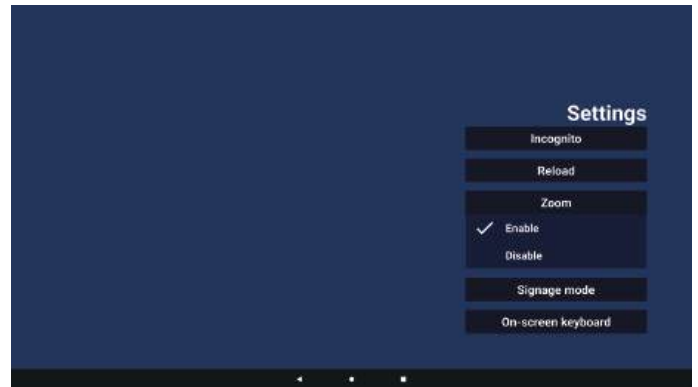 Settings
Incognito
Reload
Zoom
Enable
Disable
Signage mode
On-screen keyboard